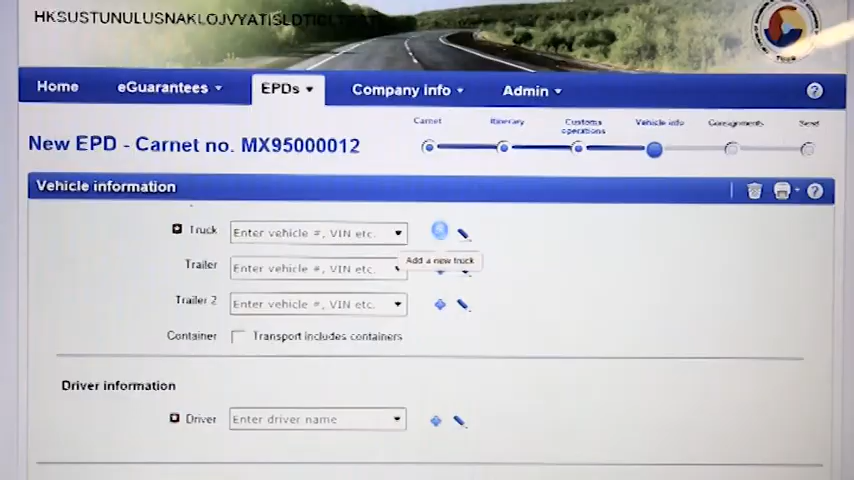 Home eGuarantees EPDs Company Info Admin ?
Carnet Itinerary Customs operations Vehicle info Consignments Send
New EPD - Carnet no. MX95000012
Vehicle information ?
Truck Enter vehicle #, VIN etc.
Add a new truck
Trailer Enter vehicle #, VIN etc.
Trailer 2 Enter vehicle #, VIN etc.
Container Transport includes containers
Driver information
Driver Enter driver name